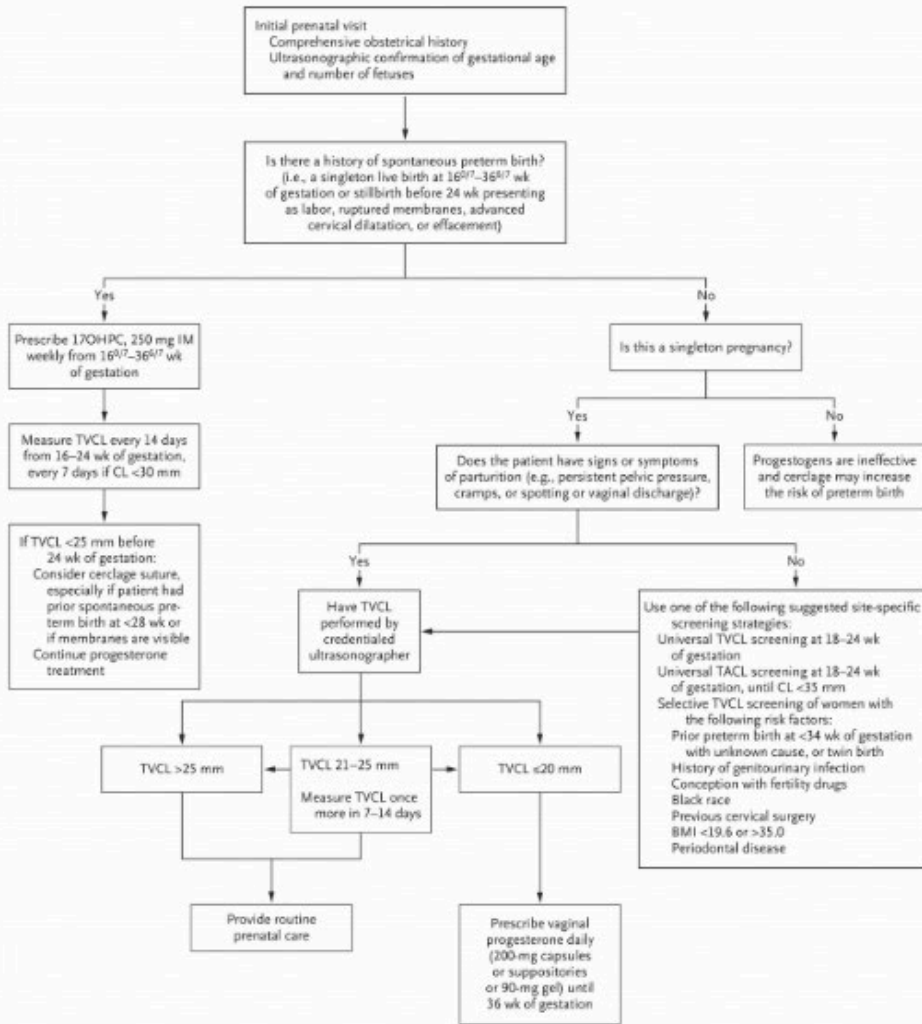 Initial prenatal visit
Comprehensive obstetrical history
Ultrasonographic confirmation of gestational age
and number of fetuses
Is there a history of spontaneous preterm birth?
(i.e., a singleton live birth at 16⁰/⁷–36⁶/⁷ wk
of gestation or stillbirth before 24 wk presenting
as labor, ruptured membranes, advanced
cervical dilatation, or effacement)
Yes
No
Prescribe 17OHPC, 250 mg IM
weekly from 16⁰/⁷–36⁶/⁷ wk
of gestation
Is this a singleton pregnancy?
Measure TVCL every 14 days
from 16–24 wk of gestation,
every 7 days if CL <30 mm
Yes
No
Does the patient have signs or symptoms
of parturition (e.g., persistent pelvic pressure,
cramps, or spotting or vaginal discharge)?
Progestogens are ineffective
and cerclage may increase
the risk of preterm birth
If TVCL <25 mm before
24 wk of gestation:
Consider cerclage suture,
especially if patient had
prior spontaneous pre-
term birth at <28 wk or
if membranes are visible
Continue progesterone
treatment
Yes
No
Have TVCL
performed by
credentialed
ultrasonographer
Use one of the following suggested site-specific
screening strategies:
Universal TVCL screening at 18–24 wk
of gestation
Universal TACL screening at 18–24 wk
of gestation, until CL <35 mm
Selective TVCL screening of women with
the following risk factors:
Prior preterm birth at <34 wk of gestation
with unknown cause, or twin birth
History of genitourinary infection
Conception with fertility drugs
Black race
Previous cervical surgery
BMI <19.6 or >35.0
Periodontal disease
TVCL >25 mm
TVCL 21–25 mm
Measure TVCL once
more in 7–14 days
TVCL ≤20 mm
Provide routine
prenatal care
Prescribe vaginal
progesterone daily
(200-mg capsules
or suppositories
or 90-mg gel) until
36 wk of gestation